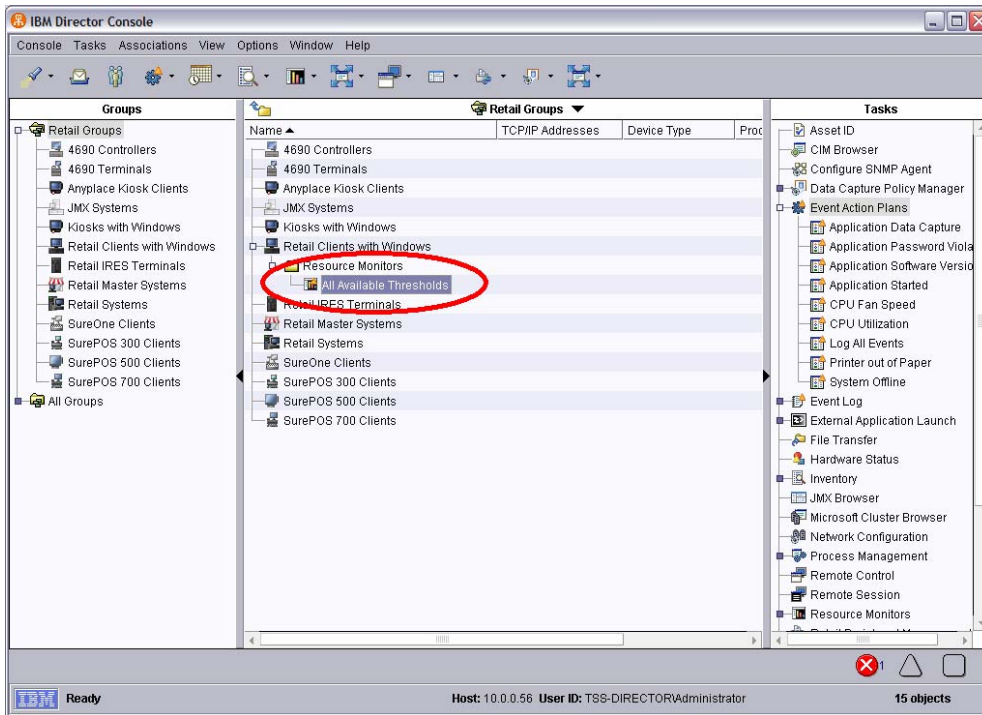 IBM Director Console
Console Tasks Associations View Options Window Help
Groups
Retail Groups
4690 Controllers
4690 Terminals
Anyplace Kiosk Clients
JMX Systems
Kiosks with Windows
Retail Clients with Windows
Retail IRES Terminals
Retail Master Systems
Retail Systems
SureOne Clients
SurePOS 300 Clients
SurePOS 500 Clients
SurePOS 700 Clients
All Groups
Retail Groups
Name TCP/IP Addresses Device Type Proc
4690 Controllers
4690 Terminals
Anyplace Kiosk Clients
JMX Systems
Kiosks with Windows
Retail Clients with Windows
Resource Monitors
All Available Thresholds
Retail IRES Terminals
Retail Master Systems
Retail Systems
SureOne Clients
SurePOS 300 Clients
SurePOS 500 Clients
SurePOS 700 Clients
Tasks
Asset ID
CIM Browser
Configure SNMP Agent
Data Capture Policy Manager
Event Action Plans
Application Data Capture
Application Password Viola
Application Software Versio
Application Started
CPU Fan Speed
CPU Utilization
Log All Events
Printer out of Paper
System Offline
Event Log
External Application Launch
File Transfer
Hardware Status
Inventory
JMX Browser
Microsoft Cluster Browser
Network Configuration
Process Management
Remote Control
Remote Session
Resource Monitors
1
IBM Ready Host: 10.0.0.56 User ID: TSS-DIRECTOR\Administrator 15 objects